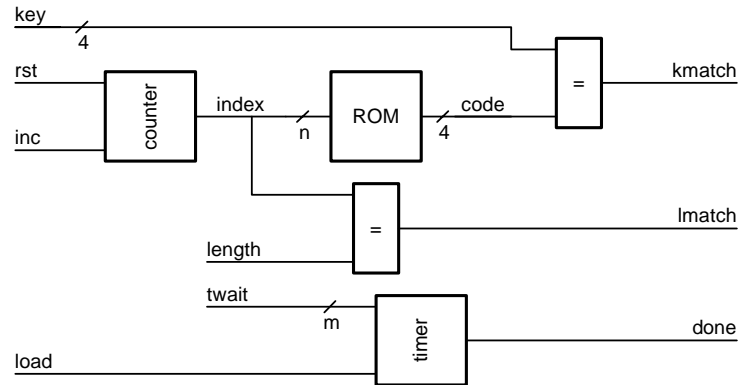 key
4
rst
counter
index
n
ROM
4
code
=
kmatch
inc
=
lmatch
length
twait
m
timer
done
load